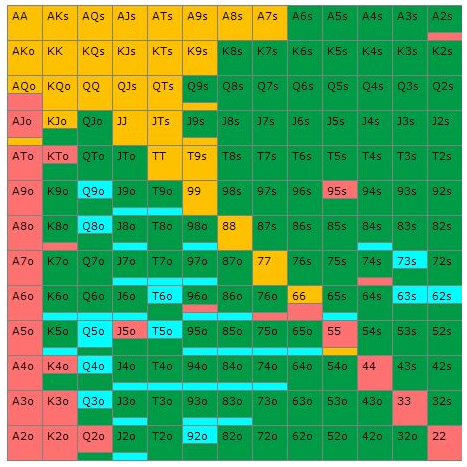 AA AKs AQs AJs ATs A9s A8s A7s A6s A5s A4s A3s A2s
AKo KK KQs KJs KTs K9s K8s K7s K6s K5s K4s K3s K2s
AQo KQo QQ QJs QTs Q9s Q8s Q7s Q6s Q5s Q4s Q3s Q2s
AJo KJo QJo JJ JTs J9s J8s J7s J6s J5s J4s J3s J2s
ATo KTo QTo JTo TT T9s T8s T7s T6s T5s T4s T3s T2s
A9o K9o Q9o J9o T9o 99 98s 97s 96s 95s 94s 93s 92s
A8o K8o Q8o J8o T8o 98o 88 87s 86s 85s 84s 83s 82s
A7o K7o Q7o J7o T7o 97o 87o 77 76s 75s 74s 73s 72s
A6o K6o Q6o J6o T6o 96o 86o 76o 66 65s 64s 63s 62s
A5o K5o Q5o J5o T5o 95o 85o 75o 65o 55 54s 53s 52s
A4o K4o Q4o J4o T4o 94o 84o 74o 64o 54o 44 43s 42s
A3o K3o Q3o J3o T3o 93o 83o 73o 63o 53o 43o 33 32s
A2o K2o Q2o J2o T2o 92o 82o 72o 62o 52o 42o 32o 22